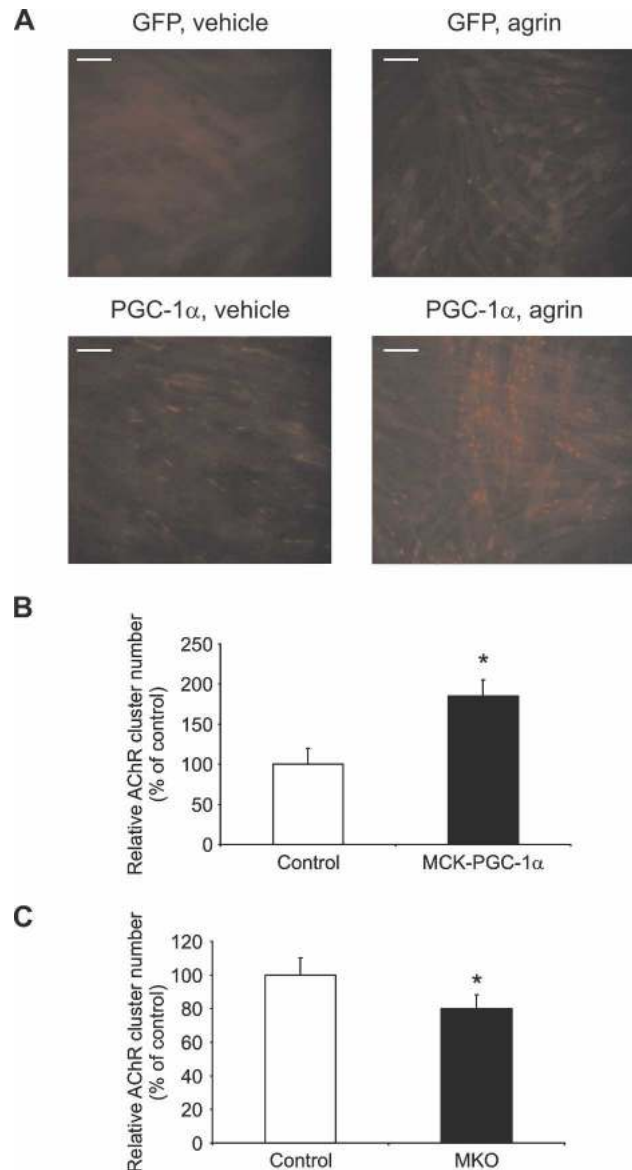 A
GFP, vehicle
GFP, agrin
PGC-1α, vehicle
PGC-1α, agrin
B
Relative AChR cluster number
(% of control)
250
200
150
100
50
0
*
Control
MCK-PGC-1α
C
Relative AChR cluster number
(% of control)
120
100
80
60
40
20
0
*
Control
MKO